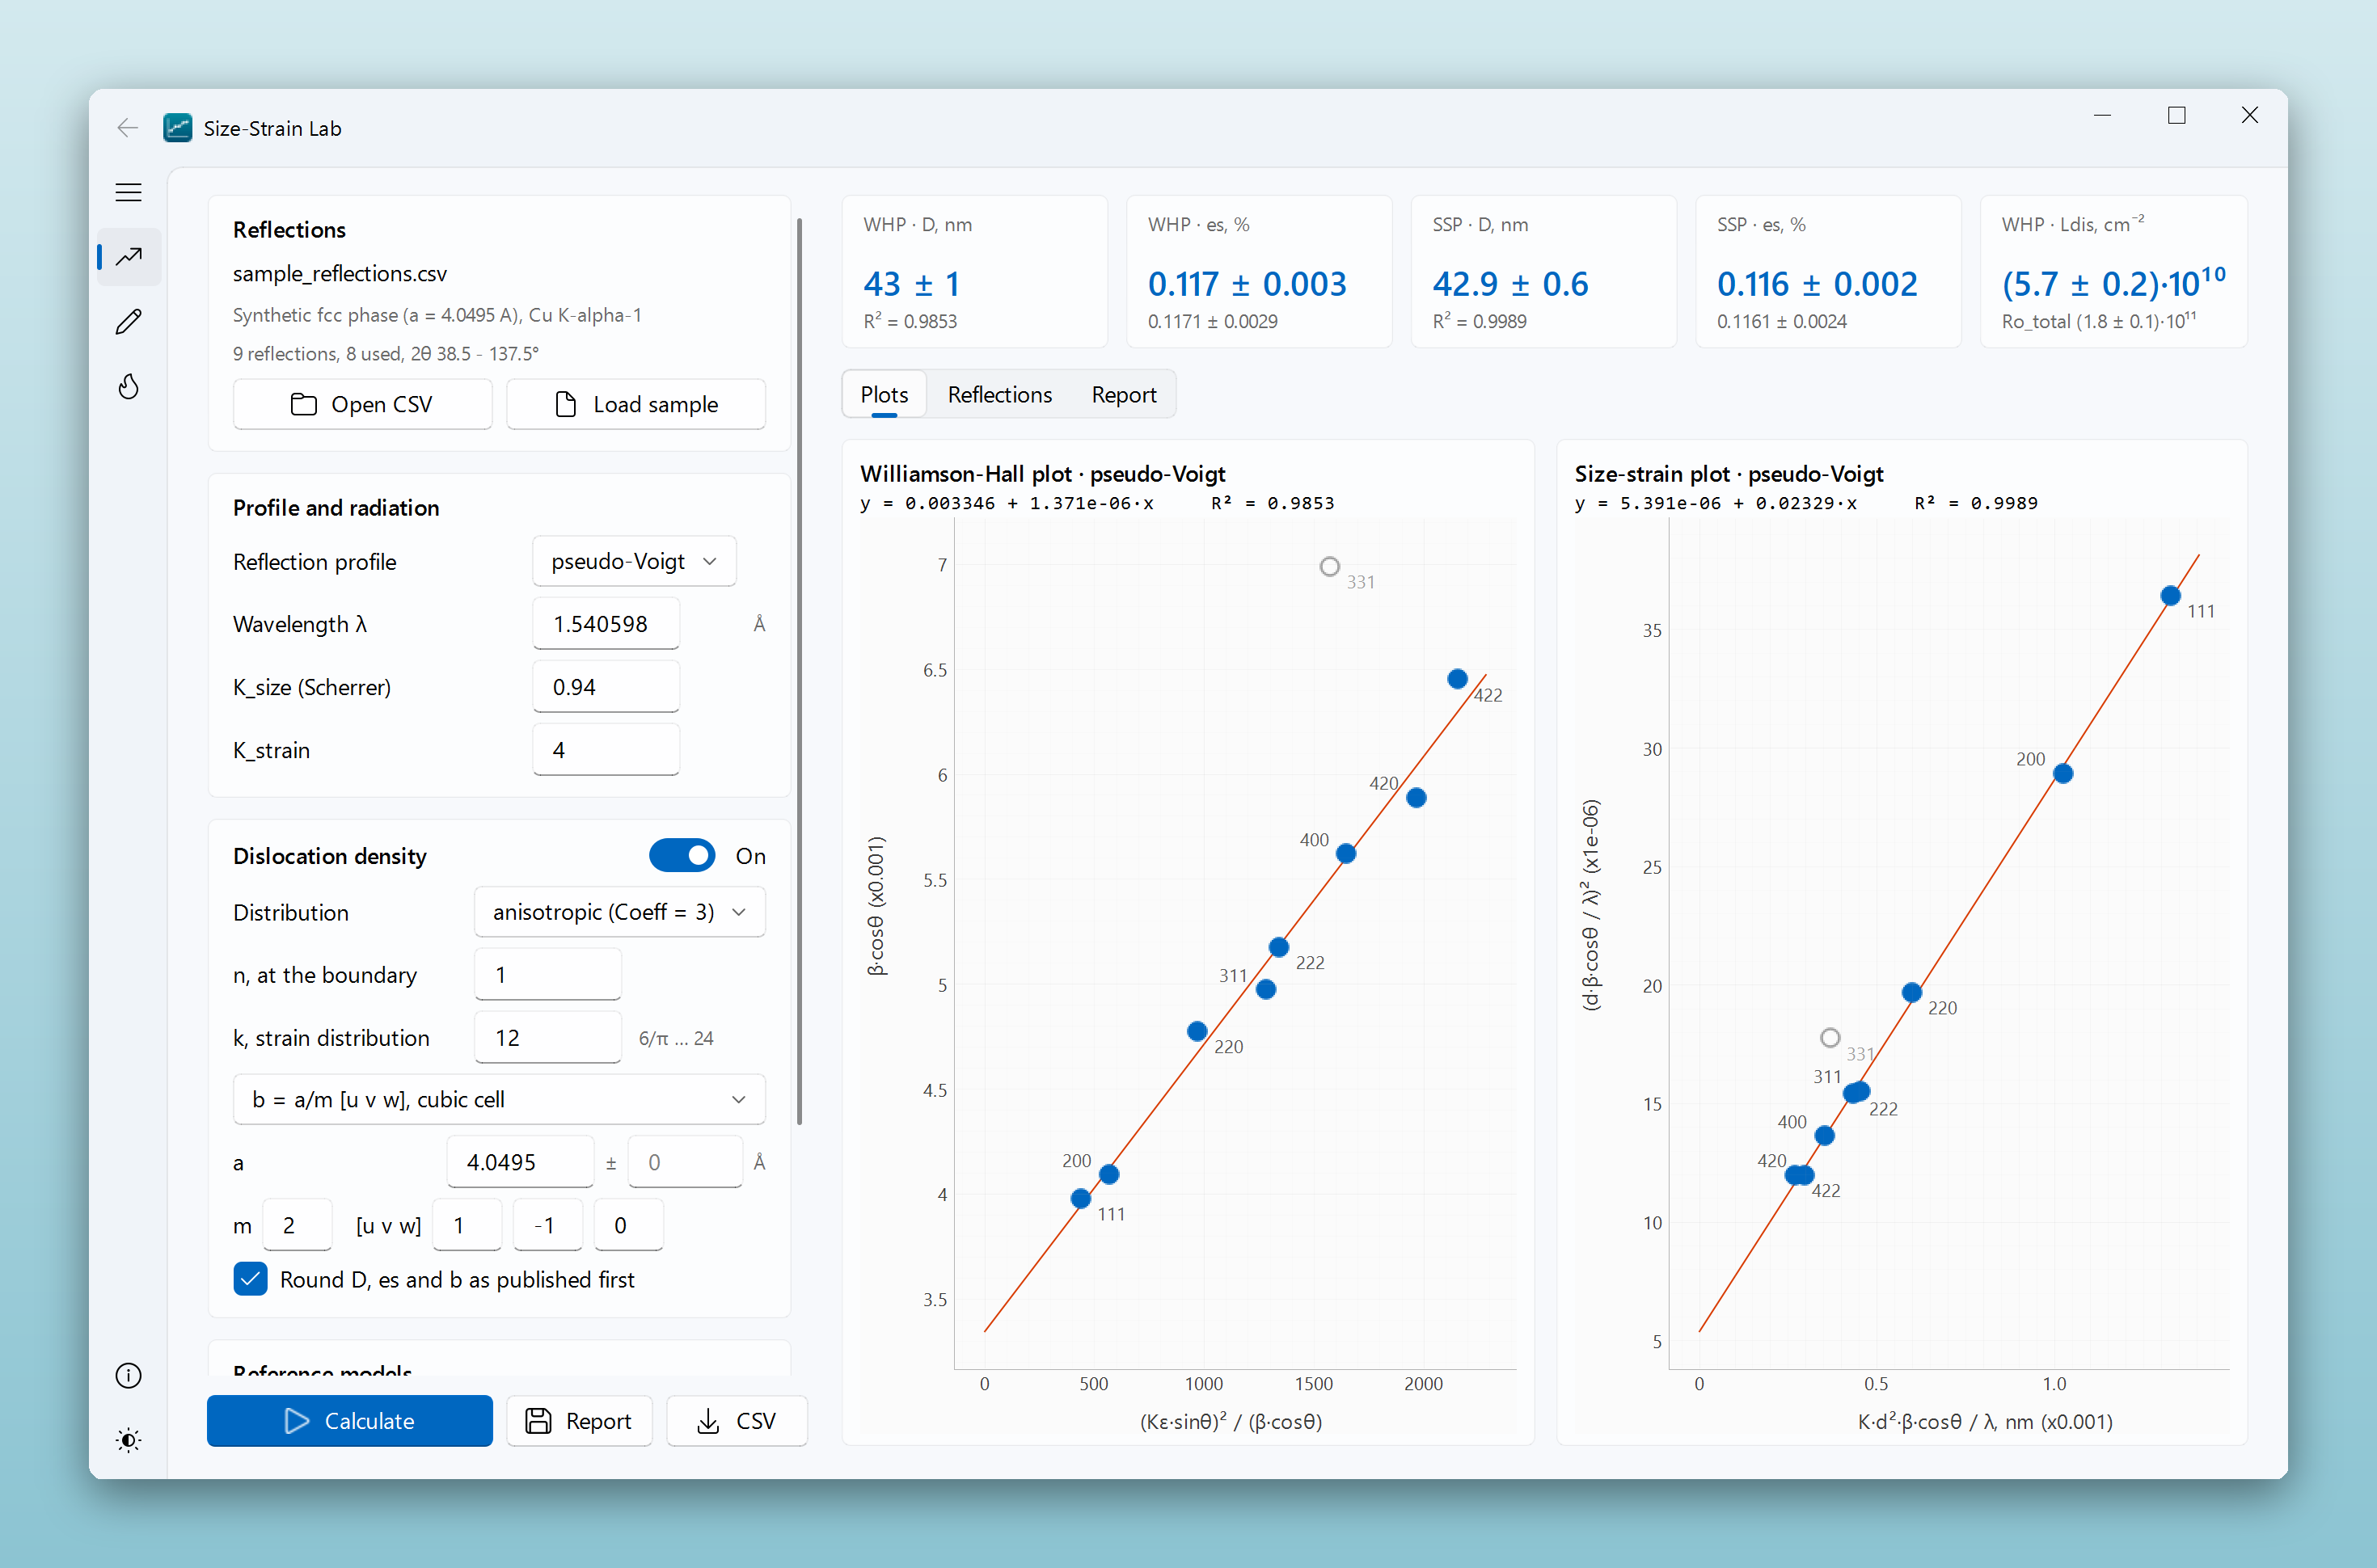 Size-Strain Lab
Reflections
sample_reflections.csv
Synthetic fcc phase (a = 4.0495 A), Cu K-alpha-1
9 reflections, 8 used, 2θ 38.5 - 137.5°
Open CSV
Load sample
Profile and radiation
Reflection profile
pseudo-Voigt
Wavelength λ
1.540598
Å
K_size (Scherrer)
0.94
K_strain
4
Dislocation density
On
Distribution
anisotropic (Coeff = 3)
n, at the boundary
1
k, strain distribution
12
6/π ... 24
b = a/m [u v w], cubic cell
a
4.0495
±
0
Å
m
2
[u v w]
1
-1
0
Round D, es and b as published first
Reference models
Calculate
Report
CSV
WHP · D, nm
43 ± 1
R² = 0.9853
WHP · es, %
0.117 ± 0.003
0.1171 ± 0.0029
SSP · D, nm
42.9 ± 0.6
R² = 0.9989
SSP · es, %
0.116 ± 0.002
0.1161 ± 0.0024
WHP · Ldis, cm⁻²
(5.7 ± 0.2)·10¹⁰
Ro_total (1.8 ± 0.1)·10¹¹
Plots
Reflections
Report
Williamson-Hall plot · pseudo-Voigt
y = 0.003346 + 1.371e-06·x R² = 0.9853
7
6.5
6
5.5
5
4.5
4
3.5
β·cosθ (x0.001)
331
422
420
400
222
311
220
200
111
0
500
1000
1500
2000
(Kε·sinθ)² / (β·cosθ)
Size-strain plot · pseudo-Voigt
y = 5.391e-06 + 0.02329·x R² = 0.9989
35
30
25
20
15
10
5
(d·β·cosθ / λ)² (x1e-06)
111
200
220
331
311
222
400
420
422
0
0.5
1.0
K·d²·β·cosθ / λ, nm (x0.001)